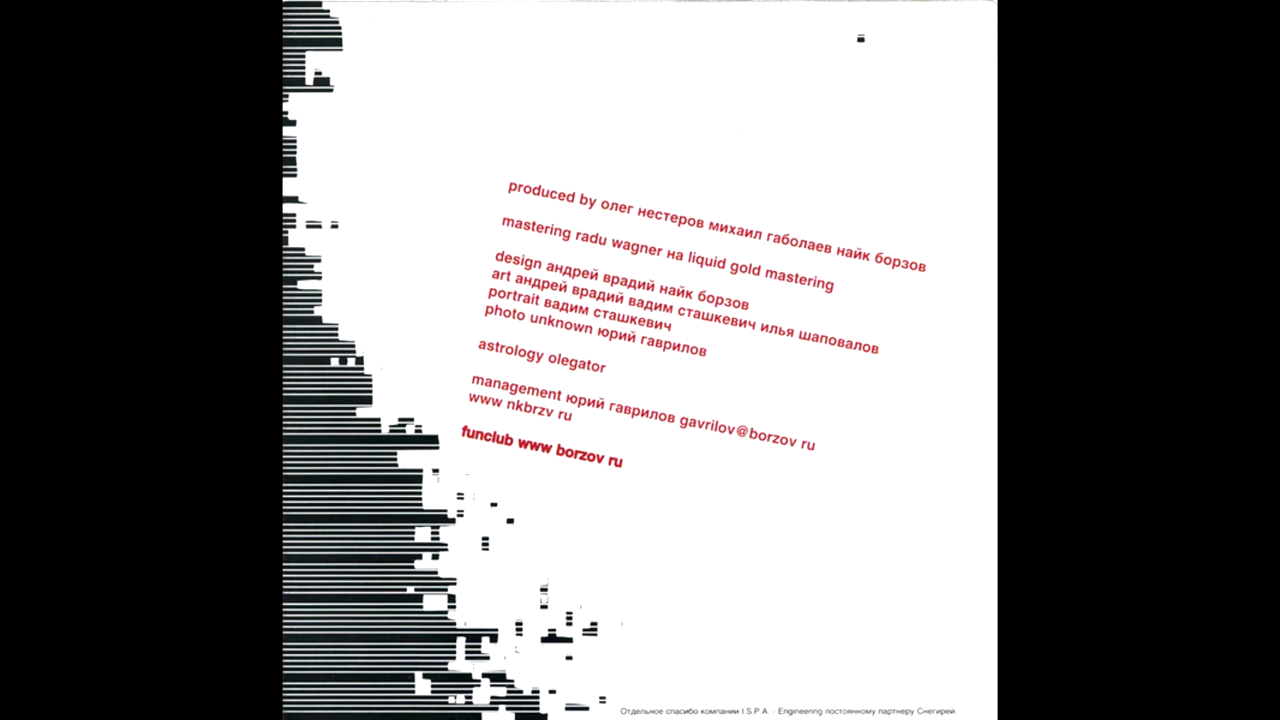 produced by олег нестеров михаил габолаев найк борзов
mastering radu wagner на liquid gold mastering
design андрей врадий найк борзов
art андрей врадий вадим сташкевич илья шаповалов
portrait вадим сташкевич
photo unknown юрий гаврилов
astrology olegator
management юрий гаврилов gavrilov@borzov ru
www nkbrzv ru
funclub www borzov ru
Отдельное спасибо компании I.S.P.A. - Engineering постоянному партнеру Снегирей